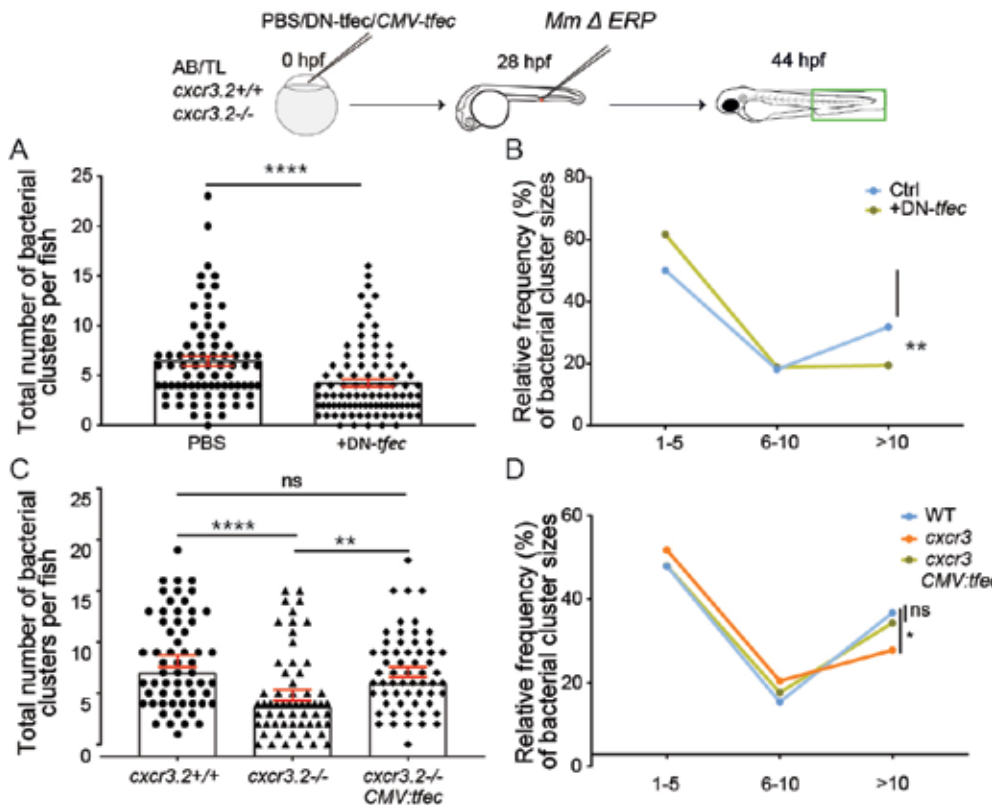 PBS/DN-tfec/CMV-tfec
Mm Δ ERP
AB/TL
cxcr3.2+/+
cxcr3.2-/-
0 hpf
28 hpf
44 hpf
A
Total number of bacterial
clusters per fish
25
20
15
10
5
0
****
PBS
+DN-tfec
B
Relative frequency (%)
of bacterial cluster sizes
80
60
40
20
0
Ctrl
+DN-tfec
**
1-5
6-10
>10
C
Total number of bacterial
clusters per fish
25
20
15
10
5
0
ns
****
**
cxcr3.2+/+
cxcr3.2-/-
cxcr3.2-/-
CMV:tfec
D
Relative frequency (%)
of bacterial cluster sizes
60
40
20
0
WT
cxcr3
cxcr3
CMV:tfec
ns
*
1-5
6-10
>10